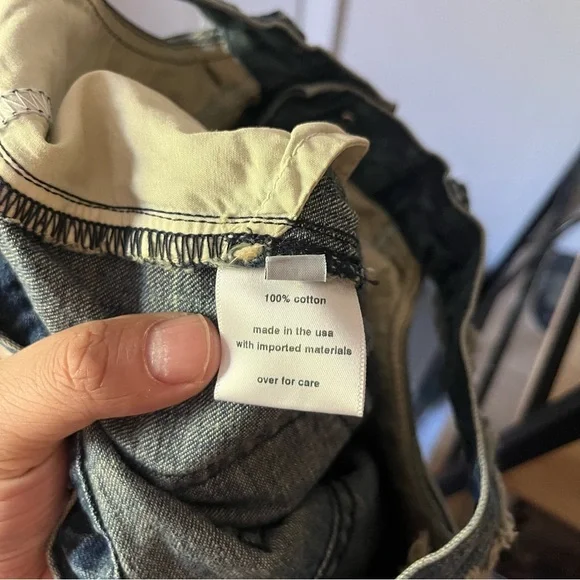 100% cotton
made in the usa
with imported materials
over for care